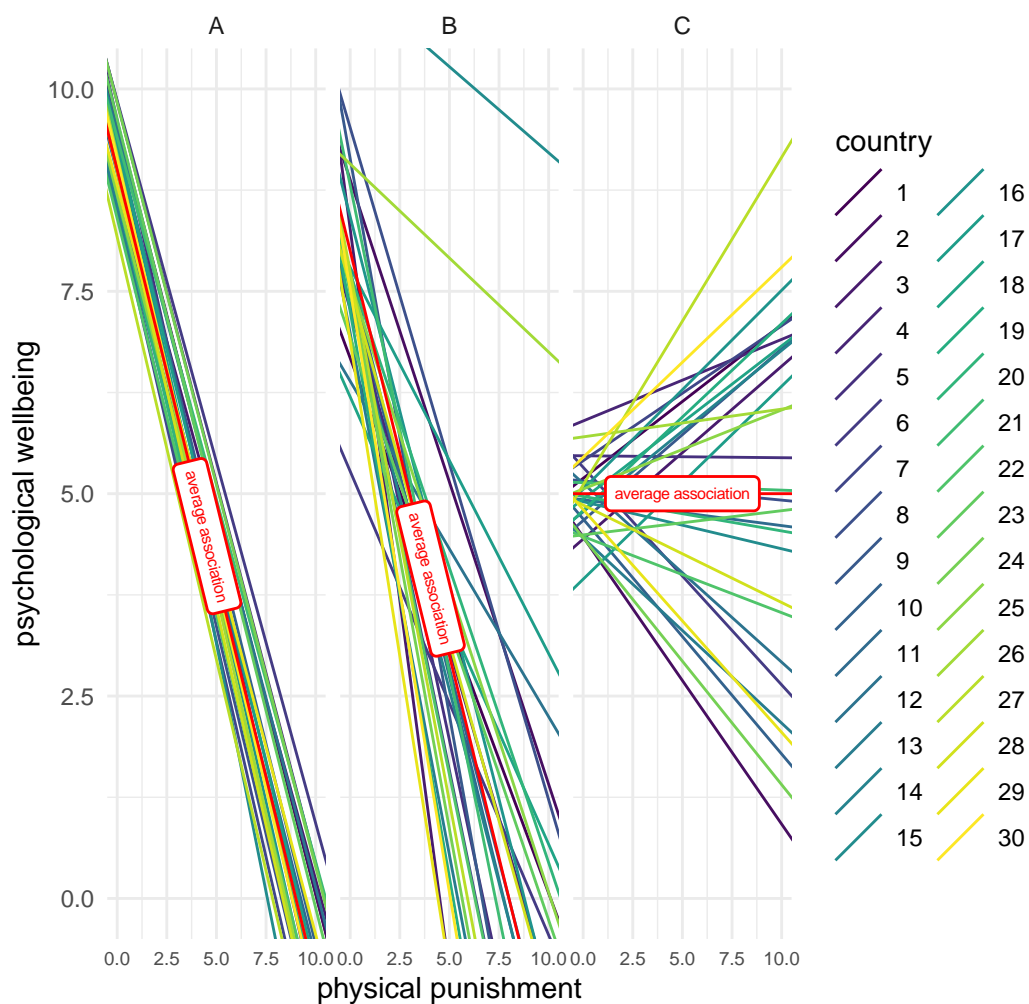 A B C
10.0
7.5
5.0
2.5
0.0
psychological wellbeing
average association
average association
average association
0.0 2.5 5.0 7.5 10.0 0.0 2.5 5.0 7.5 10.0 0.0 2.5 5.0 7.5 10.0
physical punishment
country
1 16
2 17
3 18
4 19
5 20
6 21
7 22
8 23
9 24
10 25
11 26
12 27
13 28
14 29
15 30